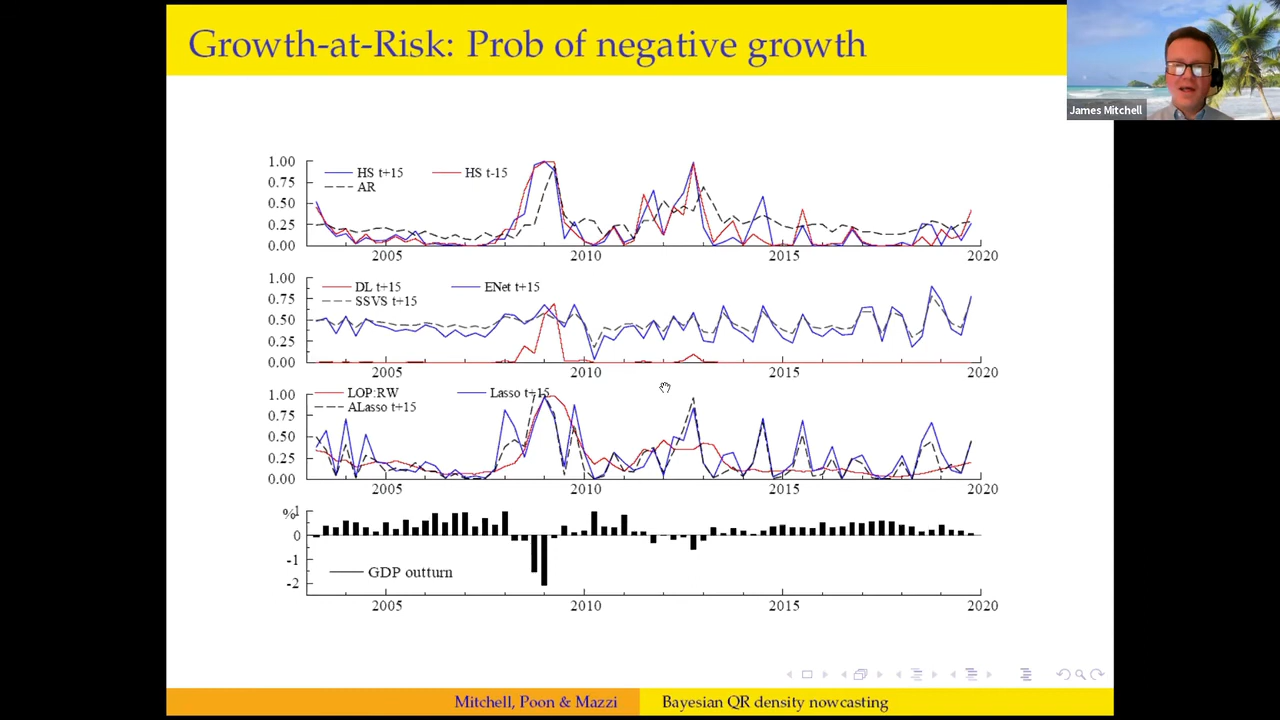 Growth-at-Risk: Prob of negative growth
James Mitchell
1.00
0.75
0.50
0.25
0.00
HS t+15
HS t-15
AR
2005
2010
2015
2020
1.00
0.75
0.50
0.25
0.00
DL t+15
ENet t+15
SSVS t+15
2005
2010
2015
2020
1.00
0.75
0.50
0.25
0.00
LOP:RW
Lasso t+15
ALasso t+15
2005
2010
2015
2020
%1
0
-1
-2
GDP outturn
2005
2010
2015
2020
Mitchell, Poon & Mazzi
Bayesian QR density nowcasting